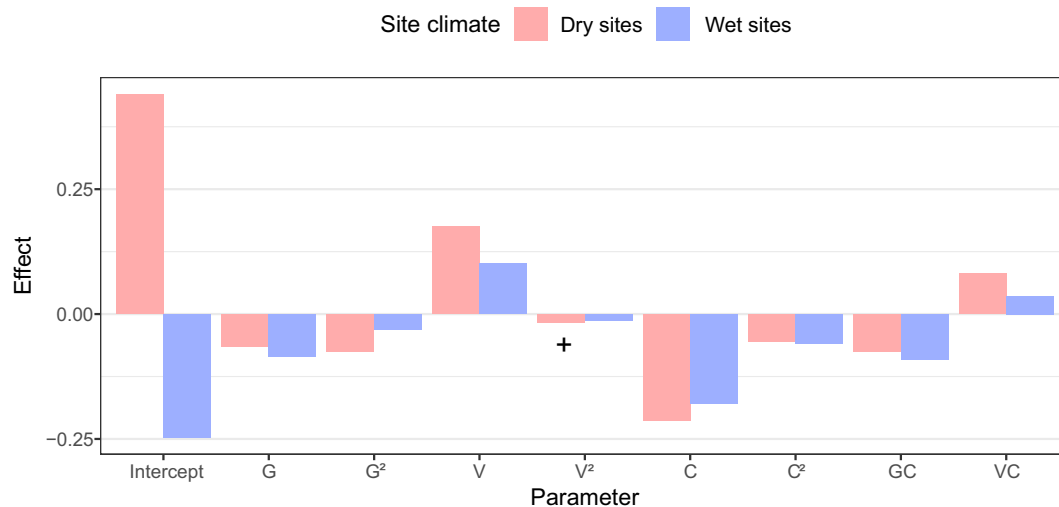 Site climate Dry sites Wet sites
Effect
0.25
0.00
−0.25
+
Intercept G G² V V² C C² GC VC
Parameter